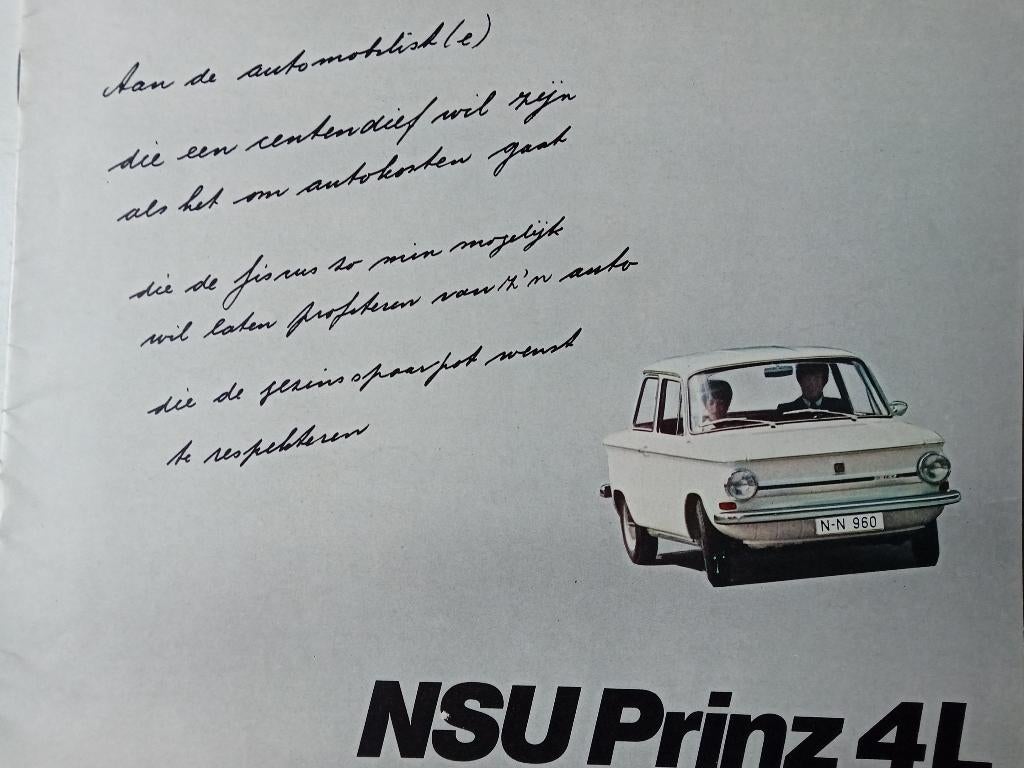 Aan de automobilist(e)
die een centendief wil zijn
als het om autokosten gaat
die de fiscus zo min mogelijk
wil laten profiteren van z'n auto
die de gezinsspaarpot wenst
te respekteren
N-N 960
NSU Prinz 4L